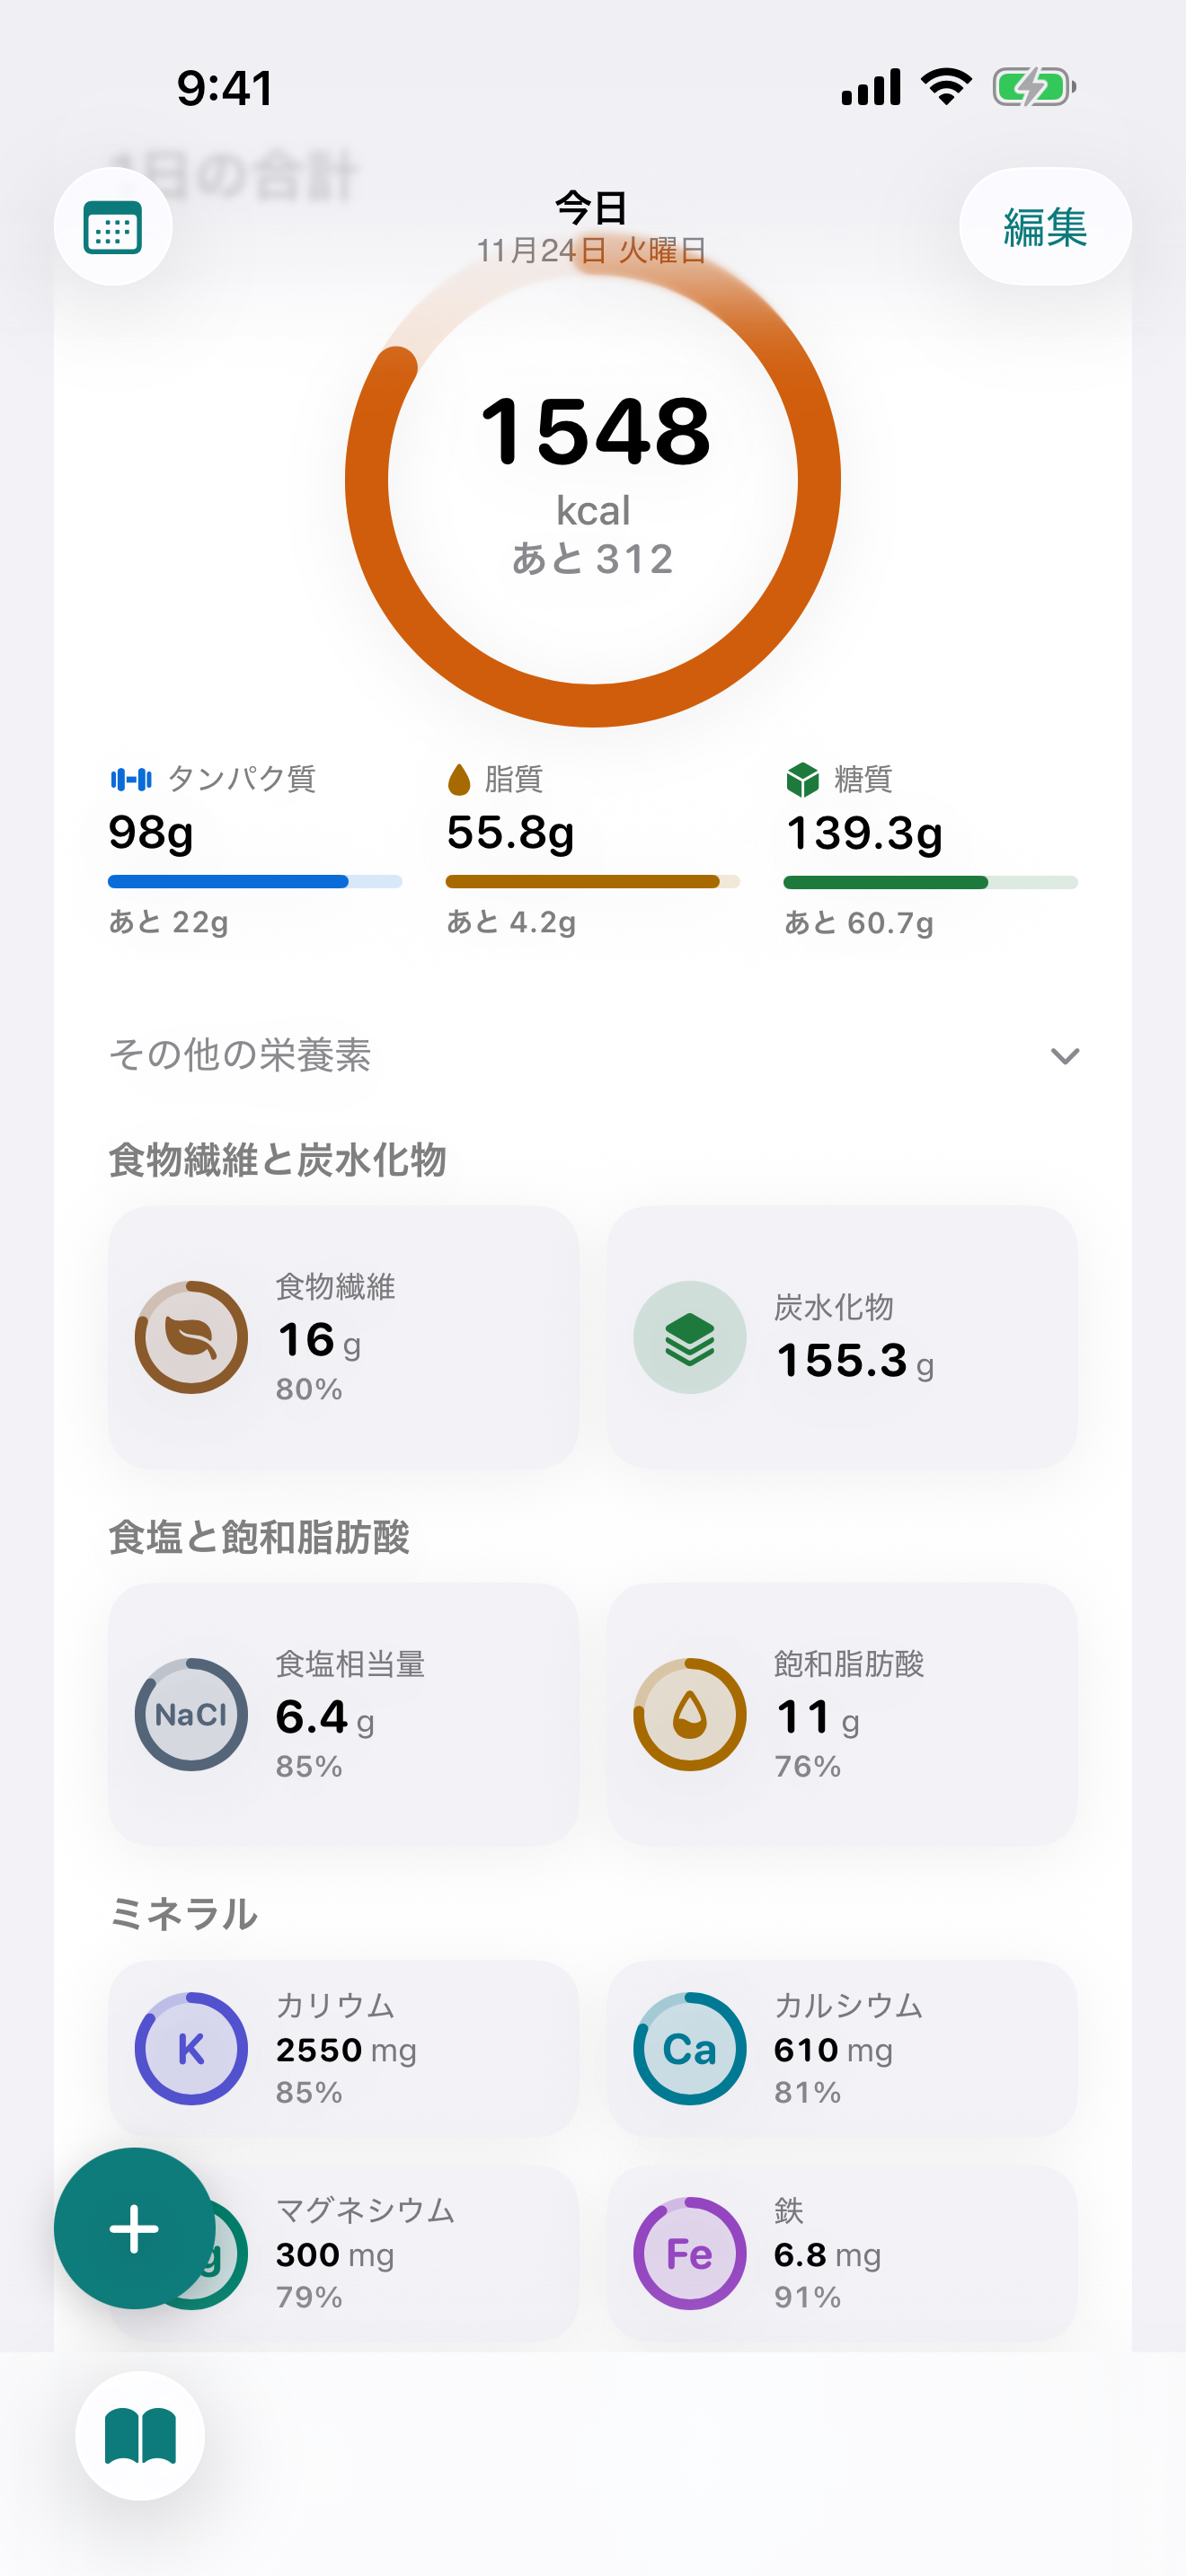 9:41
1日の合計
今日
11月24日 火曜日
編集
1548
kcal
あと 312
タンパク質
98g
あと 22g
脂質
55.8g
あと 4.2g
糖質
139.3g
あと 60.7g
その他の栄養素
食物繊維と炭水化物
食物繊維
16 g
80%
炭水化物
155.3 g
食塩と飽和脂肪酸
NaCl
食塩相当量
6.4 g
85%
飽和脂肪酸
11 g
76%
ミネラル
K
カリウム
2550 mg
85%
Ca
カルシウム
610 mg
81%
マグネシウム
300 mg
79%
Fe
鉄
6.8 mg
91%